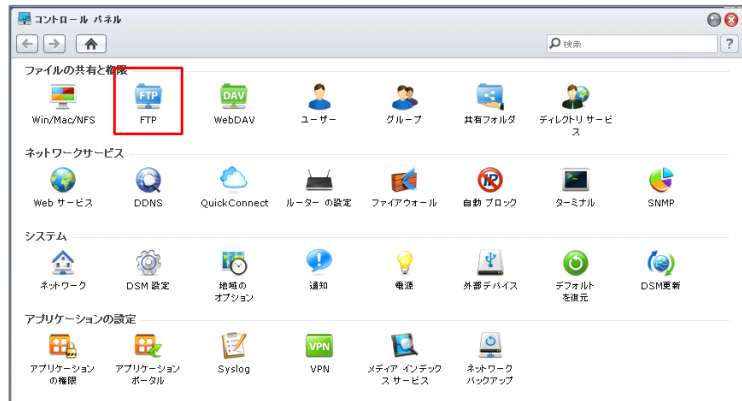 コントロール パネル
検索
?
ファイルの共有と権限
FTP
DAV
Win/Mac/NFS
FTP
WebDAV
ユーザー
グループ
共有フォルダ
ディレクトリ サービ
ス
ネットワークサービス
IP
Web サービス
DDNS
QuickConnect
ルーター の設定
ファイアウォール
自動 ブロック
ターミナル
SNMP
システム
ネットワーク
DSM 設定
地域の
オプション
通知
電源
外部デバイス
デフォルト
を復元
DSM更新
アプリケーションの設定
VPN
アプリケーション
の権限
アプリケーション
ポータル
Syslog
VPN
メディア インデック
ス サービス
ネットワーク
バックアップ